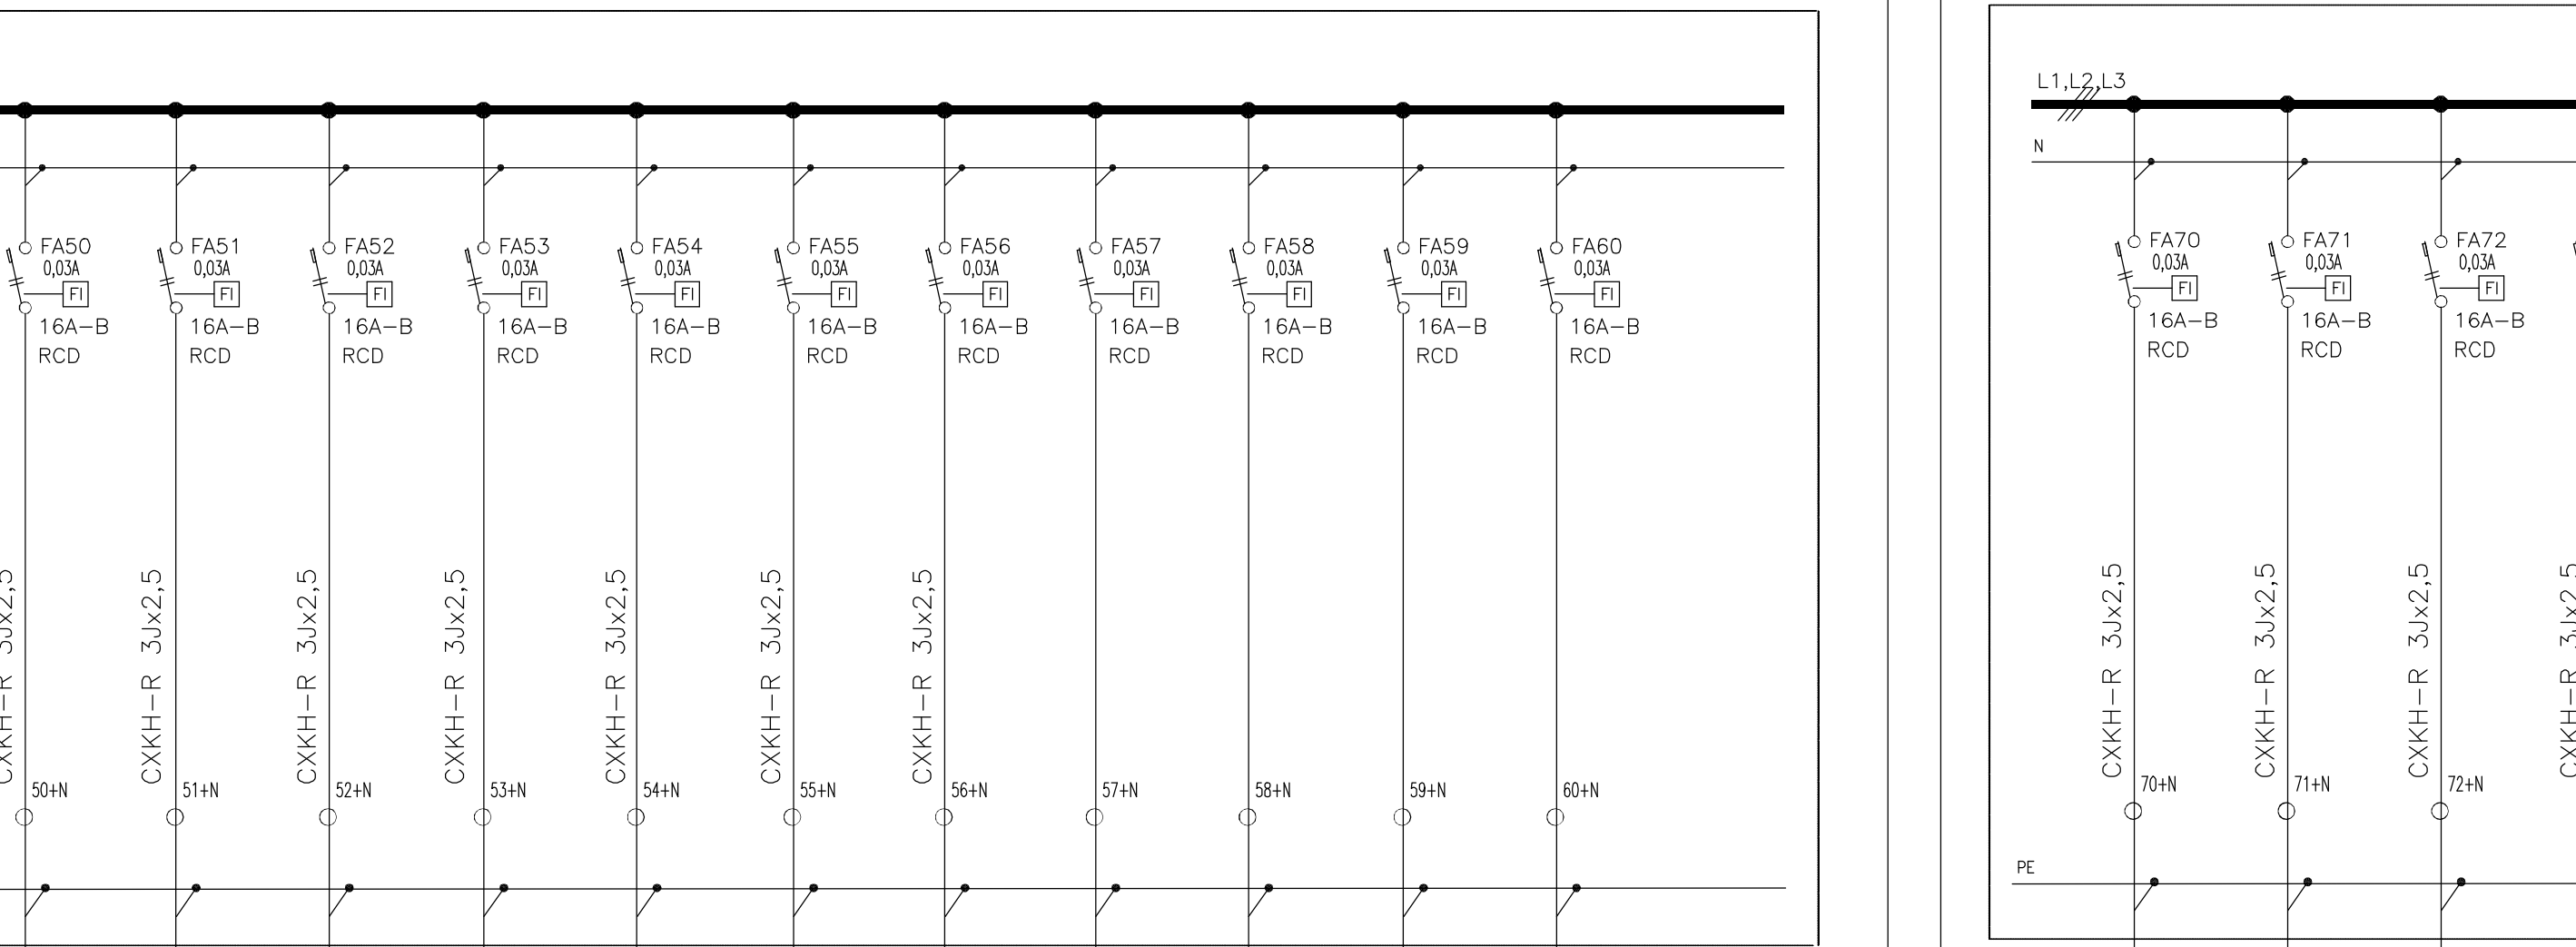 L1,L2,L3
N
FA50 FA51 FA52 FA53 FA54 FA55 FA56 FA57 FA58 FA59 FA60 FA70 FA71 FA72
0,03A 0,03A 0,03A 0,03A 0,03A 0,03A 0,03A 0,03A 0,03A 0,03A 0,03A 0,03A 0,03A 0,03A
FI FI FI FI FI FI FI FI FI FI FI FI FI FI
16A-B 16A-B 16A-B 16A-B 16A-B 16A-B 16A-B 16A-B 16A-B 16A-B 16A-B 16A-B 16A-B 16A-B
RCD RCD RCD RCD RCD RCD RCD RCD RCD RCD RCD RCD RCD RCD
CXKH-R 3Jx2,5
CXKH-R 3Jx2,5
CXKH-R 3Jx2,5
CXKH-R 3Jx2,5
CXKH-R 3Jx2,5
CXKH-R 3Jx2,5
CXKH-R 3Jx2,5
CXKH-R 3Jx2,5
CXKH-R 3Jx2,5
CXKH-R 3Jx2,5
CXKH-R 3Jx2,5
50+N 51+N 52+N 53+N 54+N 55+N 56+N 57+N 58+N 59+N 60+N 70+N 71+N 72+N
PE